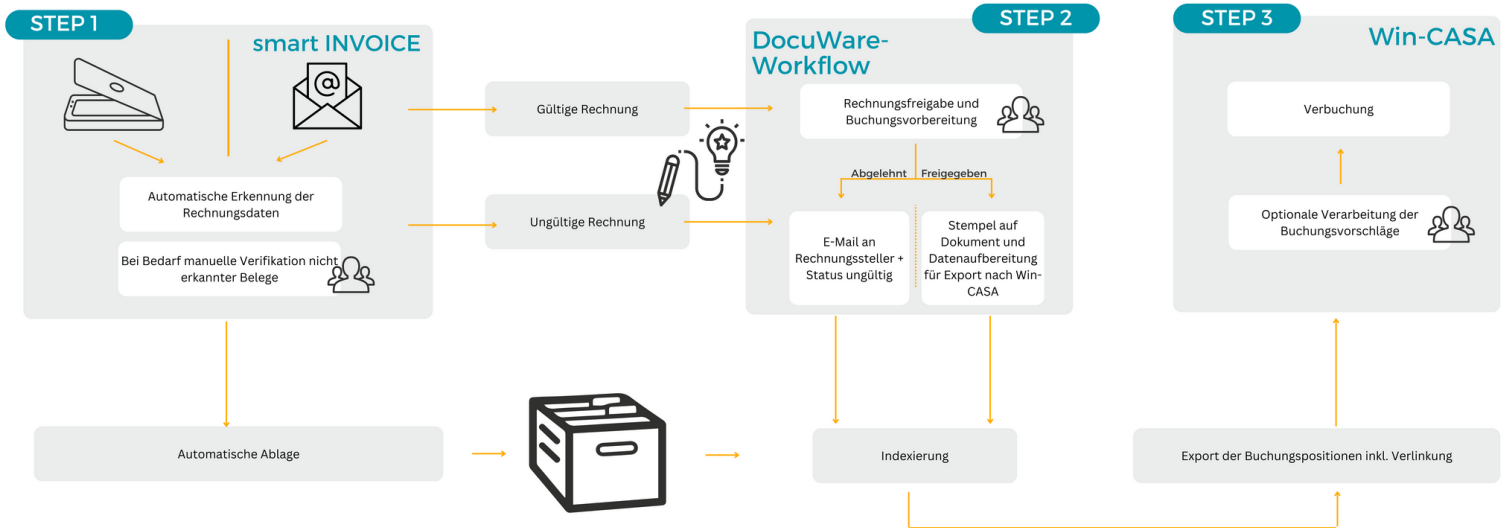 STEP 1
smart INVOICE
@
Automatische Erkennung der
Rechnungsdaten
Bei Bedarf manuelle Verifikation nicht
erkannter Belege
Gültige Rechnung
Ungültige Rechnung
STEP 2
DocuWare-
Workflow
Rechnungsfreigabe und
Buchungsvorbereitung
Abgelehnt
Freigegeben
E-Mail an
Rechnungssteller +
Status ungültig
Stempel auf
Dokument und
Datenaufbereitung
für Export nach Win-
CASA
STEP 3
Win-CASA
Verbuchung
Optionale Verarbeitung der
Buchungsvorschläge
Automatische Ablage
Indexierung
Export der Buchungspositionen inkl. Verlinkung